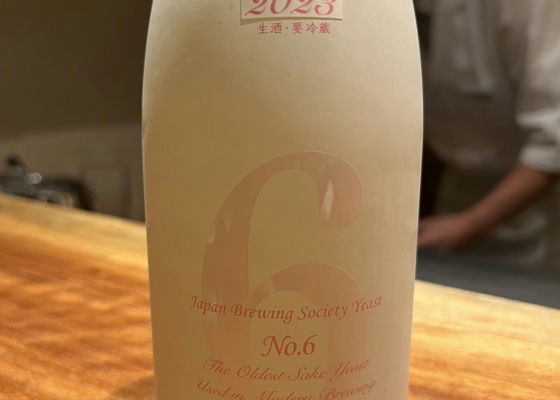 2023
生酒・要冷蔵
6
Japan Brewing Society Yeast
No.6
The Oldest Sake Yeast
Used in Modern Brewing